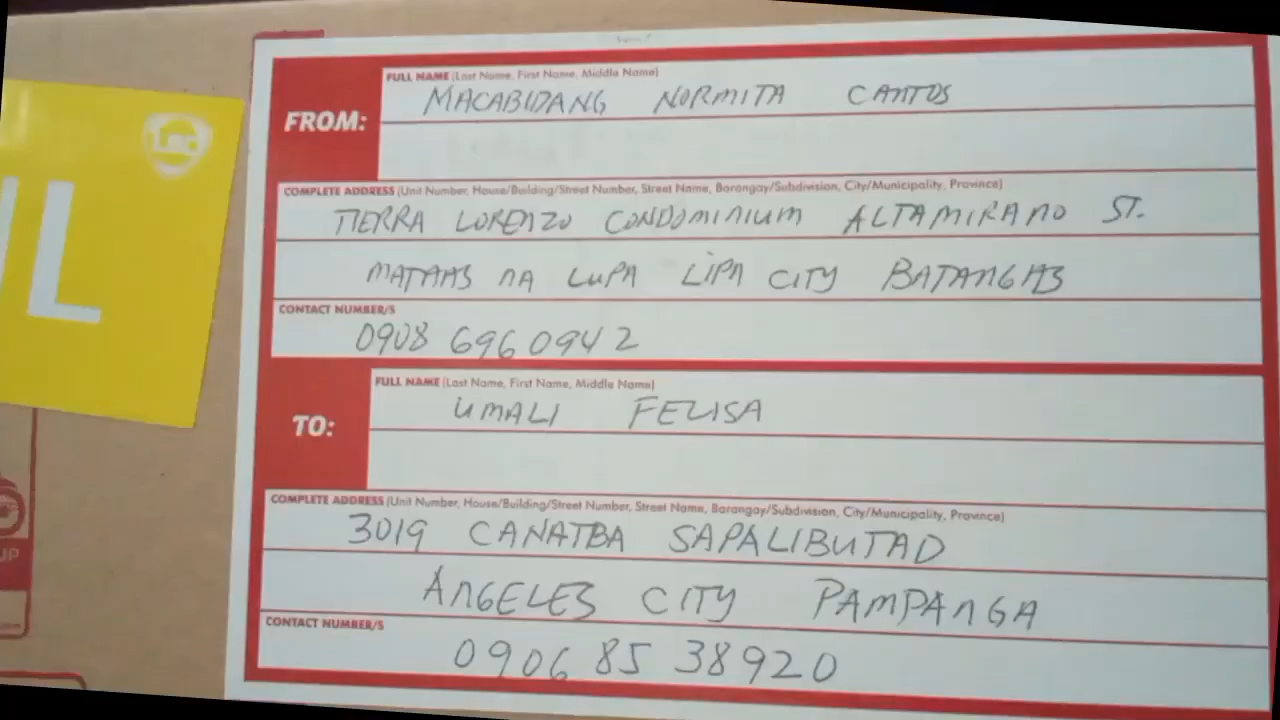 FULL NAME (Last Name, First Name, Middle Name)
MACABUDANG NORMITA CANTOS
FROM:
COMPLETE ADDRESS (Unit Number, House/Building/Street Number, Street Name, Barangay/Subdivision, City/Municipality, Province)
TIERRA LORENZO CONDOMINIUM ALTAMIRANO ST.
MATAAS NA LUPA LIPA CITY BATANGAS
CONTACT NUMBER/S
0908 6960942
FULL NAME (Last Name, First Name, Middle Name)
UMALI FELISA
TO:
COMPLETE ADDRESS (Unit Number, House/Building/Street Number, Street Name, Barangay/Subdivision, City/Municipality, Province)
3019 CANATBA SAPALIBUTAD
ANGELES CITY PAMPANGA
CONTACT NUMBER/S
0906 85 38920
LBC
L
UP